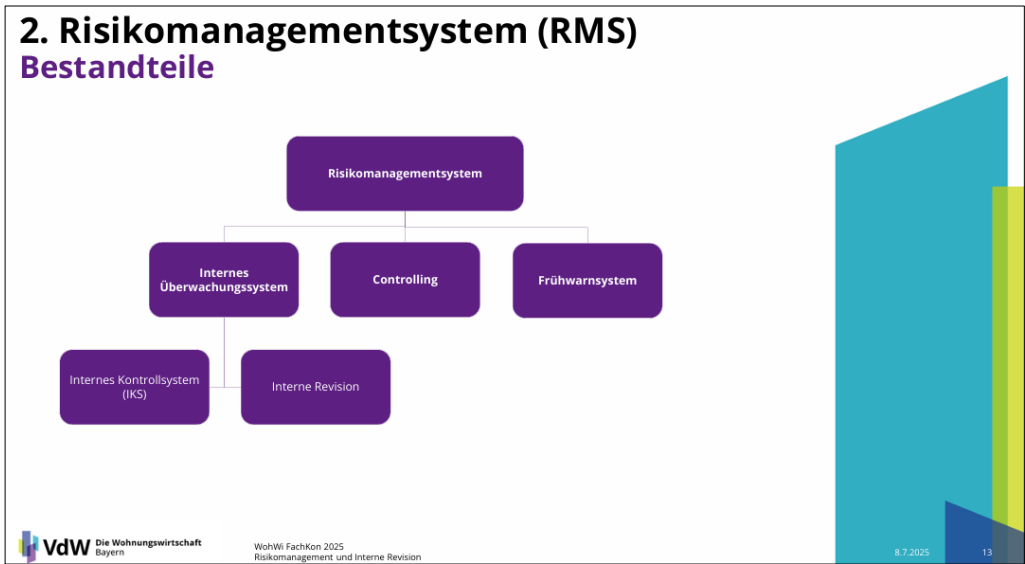 2. Risikomanagementsystem (RMS)
Bestandteile
Risikomanagementsystem
Internes
Überwachungssystem
Controlling
Frühwarnsystem
Internes Kontrollsystem
(IKS)
Interne Revision
VdW Die Wohnungswirtschaft
Bayern
WohWi FachKon 2025
Risikomanagement und Interne Revision
8.7.2025
13